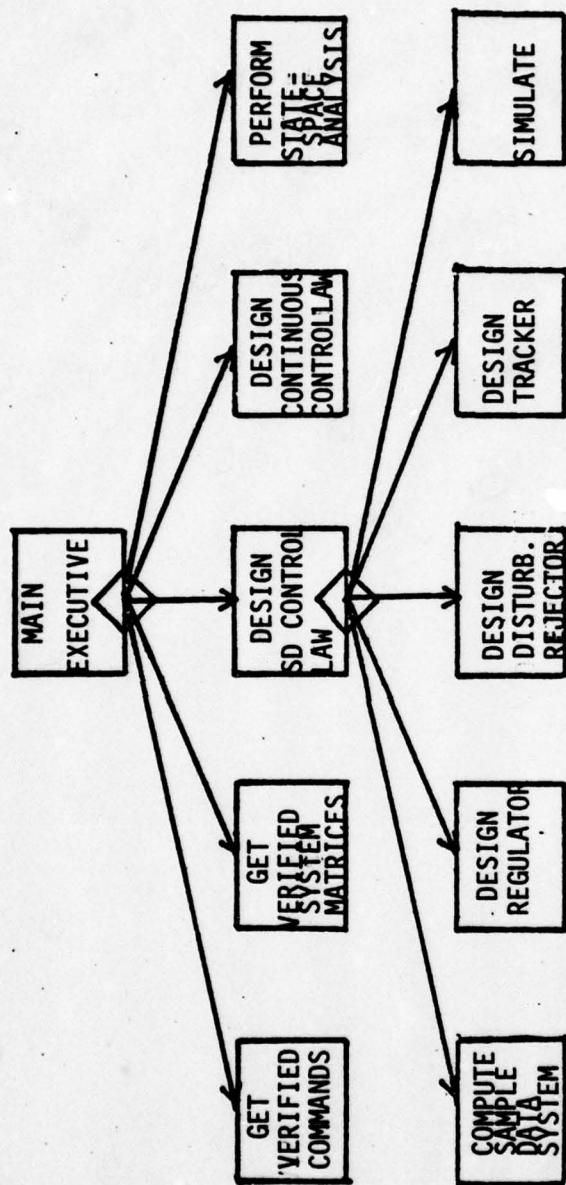 MAIN
EXECUTIVE
GET
VERIFIED
COMMANDS
GET
VERIFIED
SYSTEM
MATRICES
DESIGN
SD CONTROL
LAW
DESIGN
CONTINUOUS
CONTROLLAW
PERFORM
STATE-
SPACE
ANALYSIS
COMPUTE
SAMPLE
DATA
SYSTEM
DESIGN
REGULATOR
DESIGN
DISTURB.
REJECTOR
DESIGN
TRACKER
SIMULATE